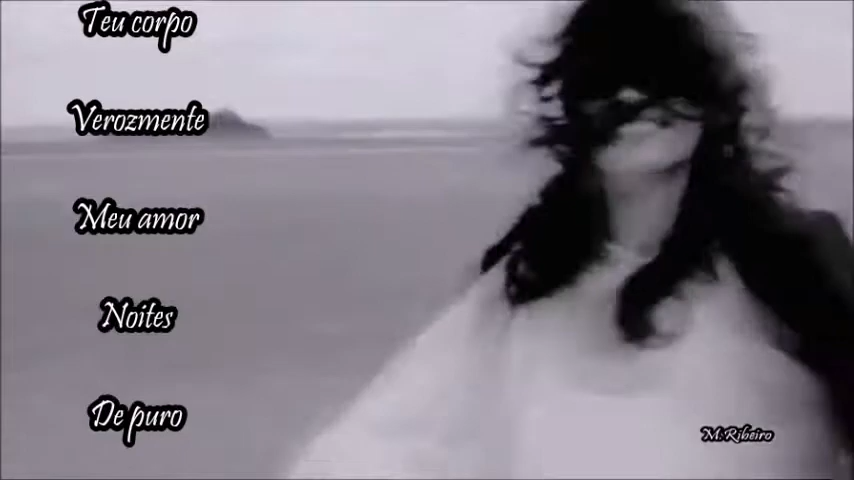 Teu corpo
Verozmente
Meu amor
Noites
De puro
M.Ribeiro